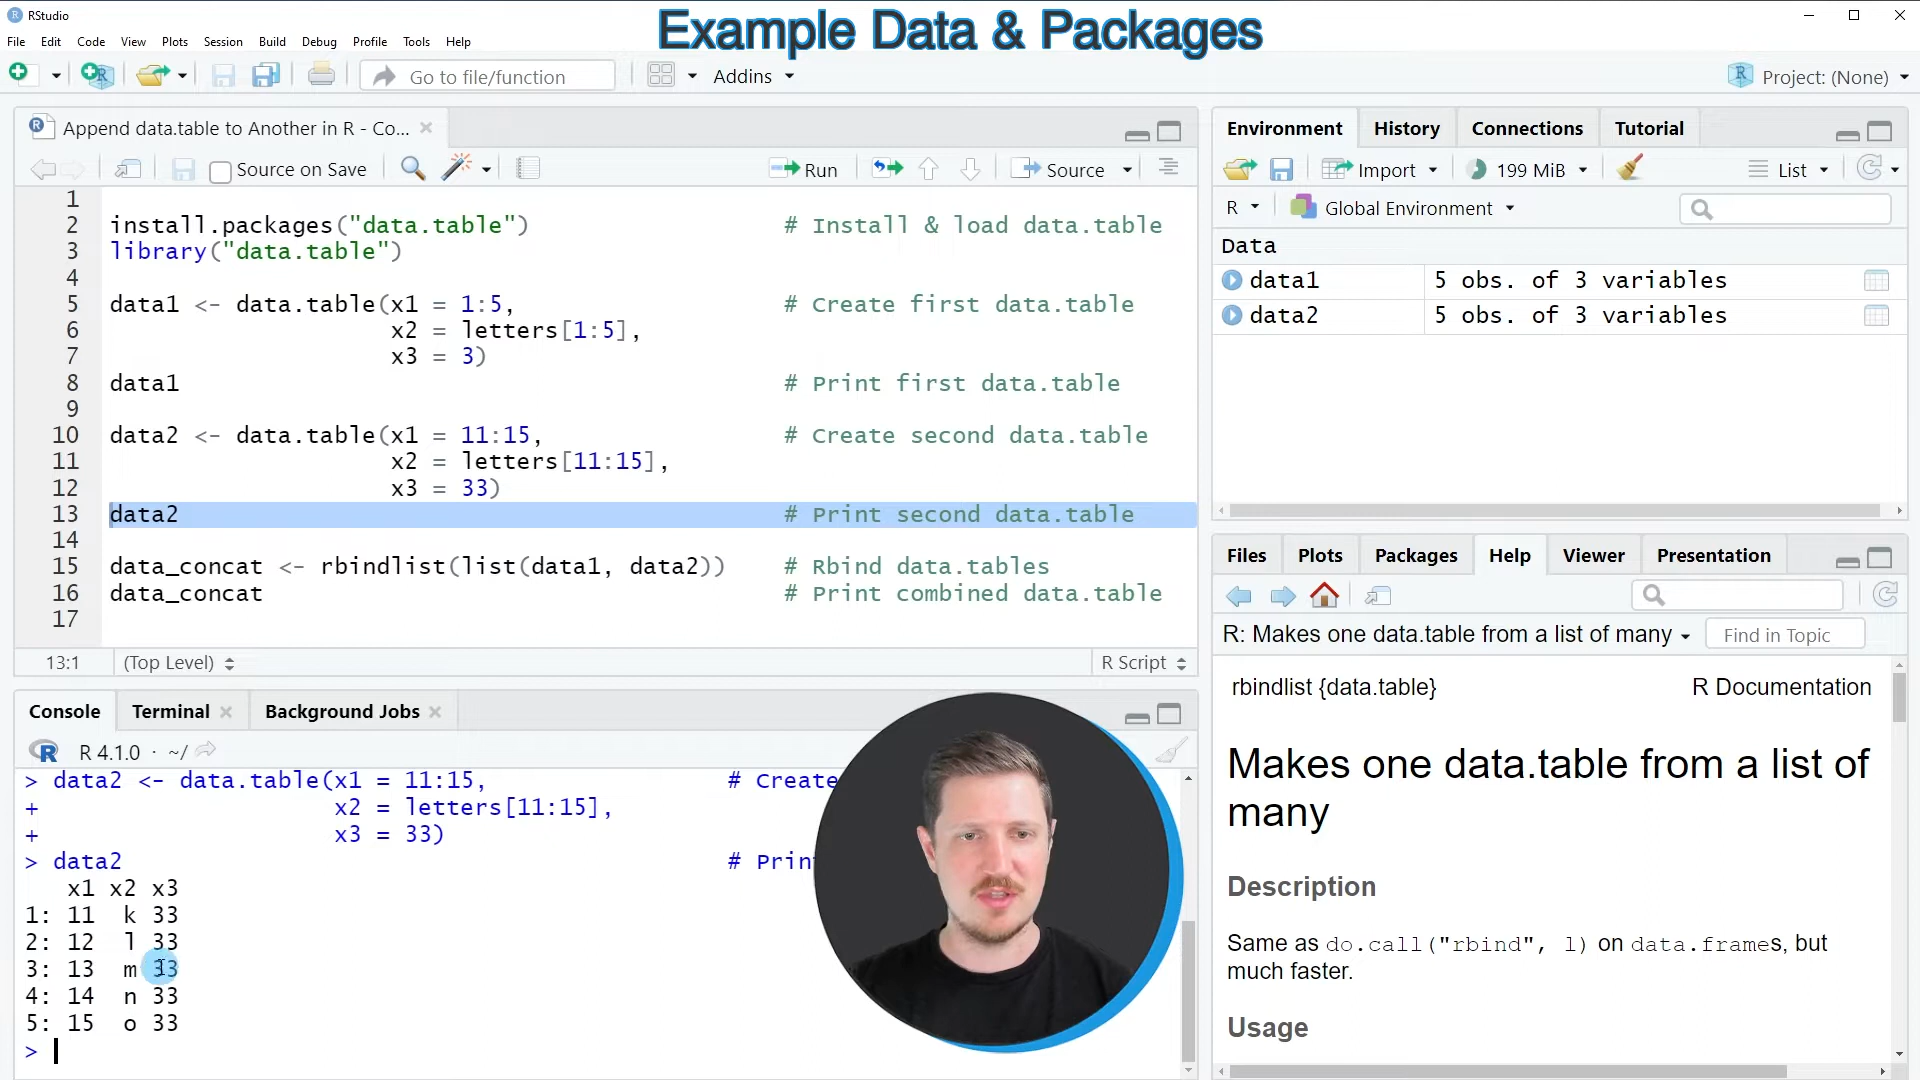 RStudio
Example Data & Packages
File Edit Code View Plots Session Build Debug Profile Tools Help
Go to file/function
Addins
Project: (None)
Append data.table to Another in R - Co...
Source on Save
Run
Source
1
2 install.packages("data.table") # Install & load data.table
3 library("data.table")
4
5 data1 <- data.table(x1 = 1:5, # Create first data.table
6 x2 = letters[1:5],
7 x3 = 3)
8 data1 # Print first data.table
9
10 data2 <- data.table(x1 = 11:15, # Create second data.table
11 x2 = letters[11:15],
12 x3 = 33)
13 data2 # Print second data.table
14
15 data_concat <- rbindlist(list(data1, data2)) # Rbind data.tables
16 data_concat # Print combined data.table
17
13:1 (Top Level) R Script
Console Terminal Background Jobs
R 4.1.0 · ~/
> data2 <- data.table(x1 = 11:15, # Create
+ x2 = letters[11:15],
+ x3 = 33)
> data2 # Prin
x1 x2 x3
1: 11 k 33
2: 12 l 33
3: 13 m 33
4: 14 n 33
5: 15 o 33
>
Environment History Connections Tutorial
Import 199 MiB List
R Global Environment
Data
data1 5 obs. of 3 variables
data2 5 obs. of 3 variables
Files Plots Packages Help Viewer Presentation
R: Makes one data.table from a list of many Find in Topic
rbindlist {data.table} R Documentation
Makes one data.table from a list of
many
Description
Same as do.call("rbind", l) on data.frames, but
much faster.
Usage